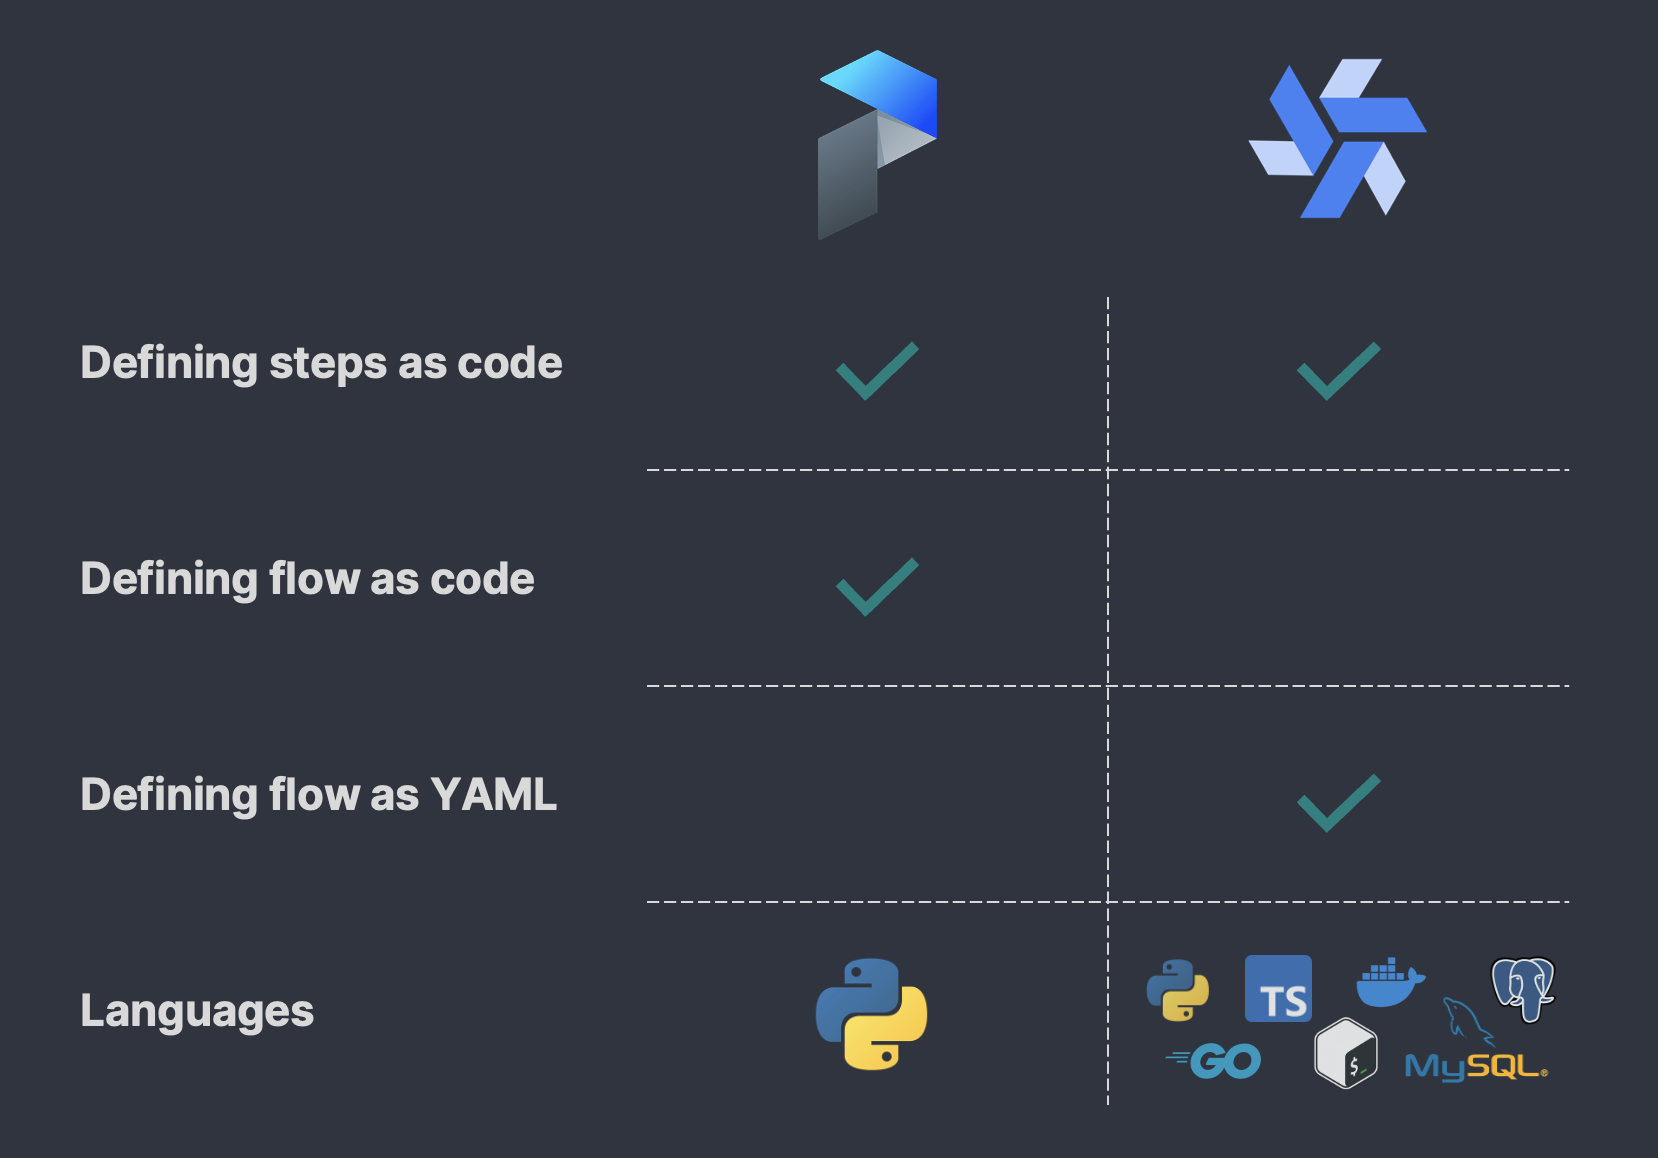 Defining steps as code
Defining flow as code
Defining flow as YAML
Languages
TS
GO
$_
MySQL®